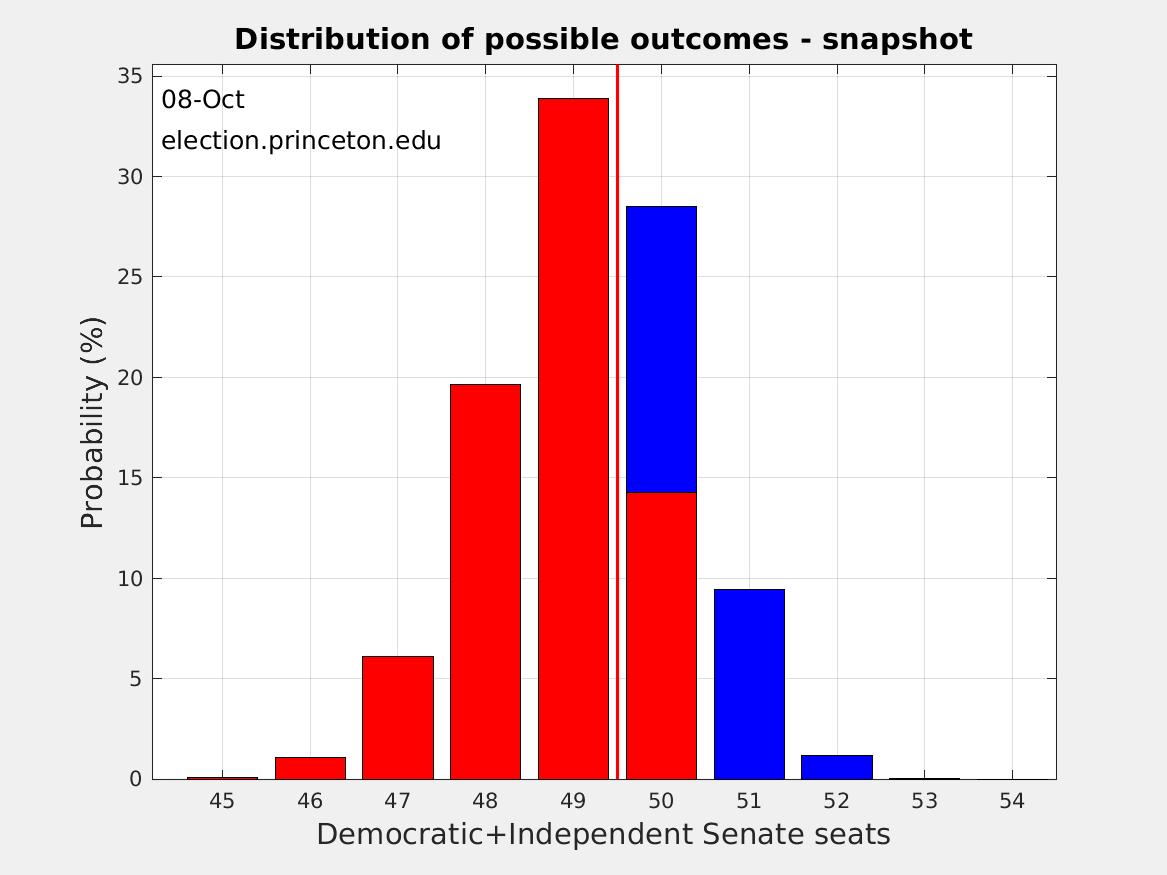 Distribution of possible outcomes - snapshot
08-Oct
election.princeton.edu
Probability (%)
35
30
25
20
15
10
5
0
45 46 47 48 49 50 51 52 53 54
Democratic+Independent Senate seats